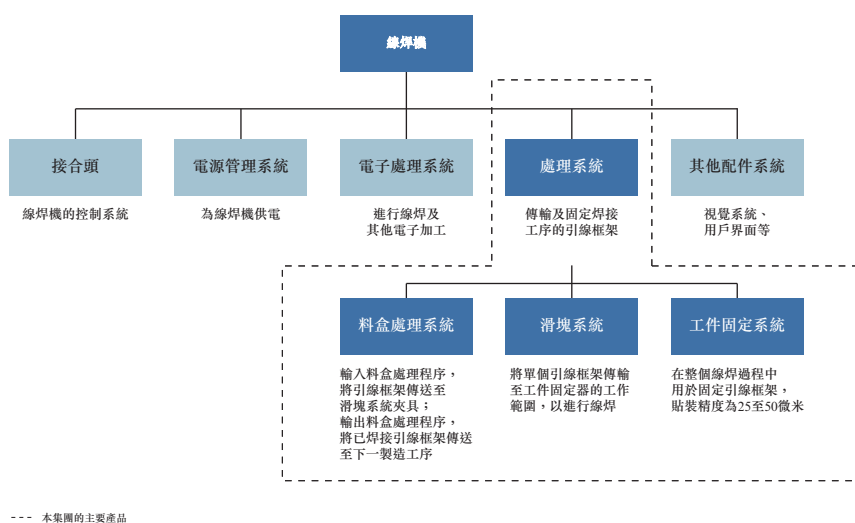 線焊機
接合頭
電源管理系統
電子處理系統
處理系統
其他配件系統
線焊機的控制系統
為線焊機供電
進行線焊及
其他電子加工
傳輸及固定焊接
工序的引線框架
視覺系統、
用戶界面等
料盒處理系統
滑塊系統
工件固定系統
輸入料盒處理程序，
將引線框架傳送至
滑塊系統夾具；
輸出料盒處理程序，
將已焊接引線框架傳送
至下一製造工序
將單個引線框架傳輸
至工件固定器的工作
範圍，以進行線焊
在整個線焊過程中
用於固定引線框架，
貼裝精度為25至50微米
--- 本集團的主要產品